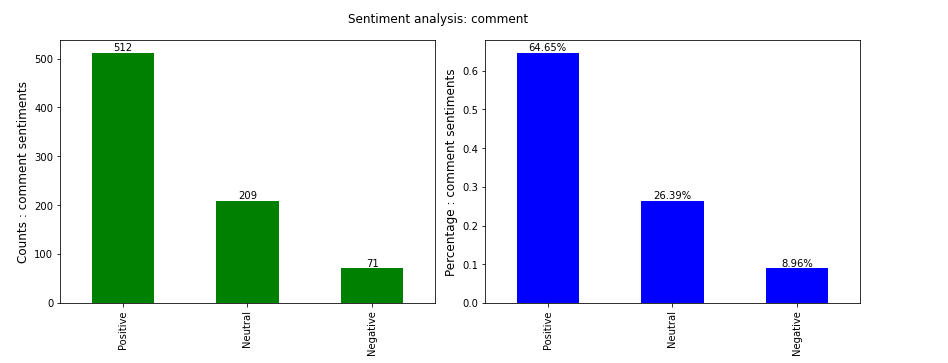 Sentiment analysis: comment
Counts : comment sentiments
500
400
300
200
100
0
512
209
71
Positive
Neutral
Negative
Percentage : comment sentiments
0.6
0.5
0.4
0.3
0.2
0.1
0.0
64.65%
26.39%
8.96%
Positive
Neutral
Negative